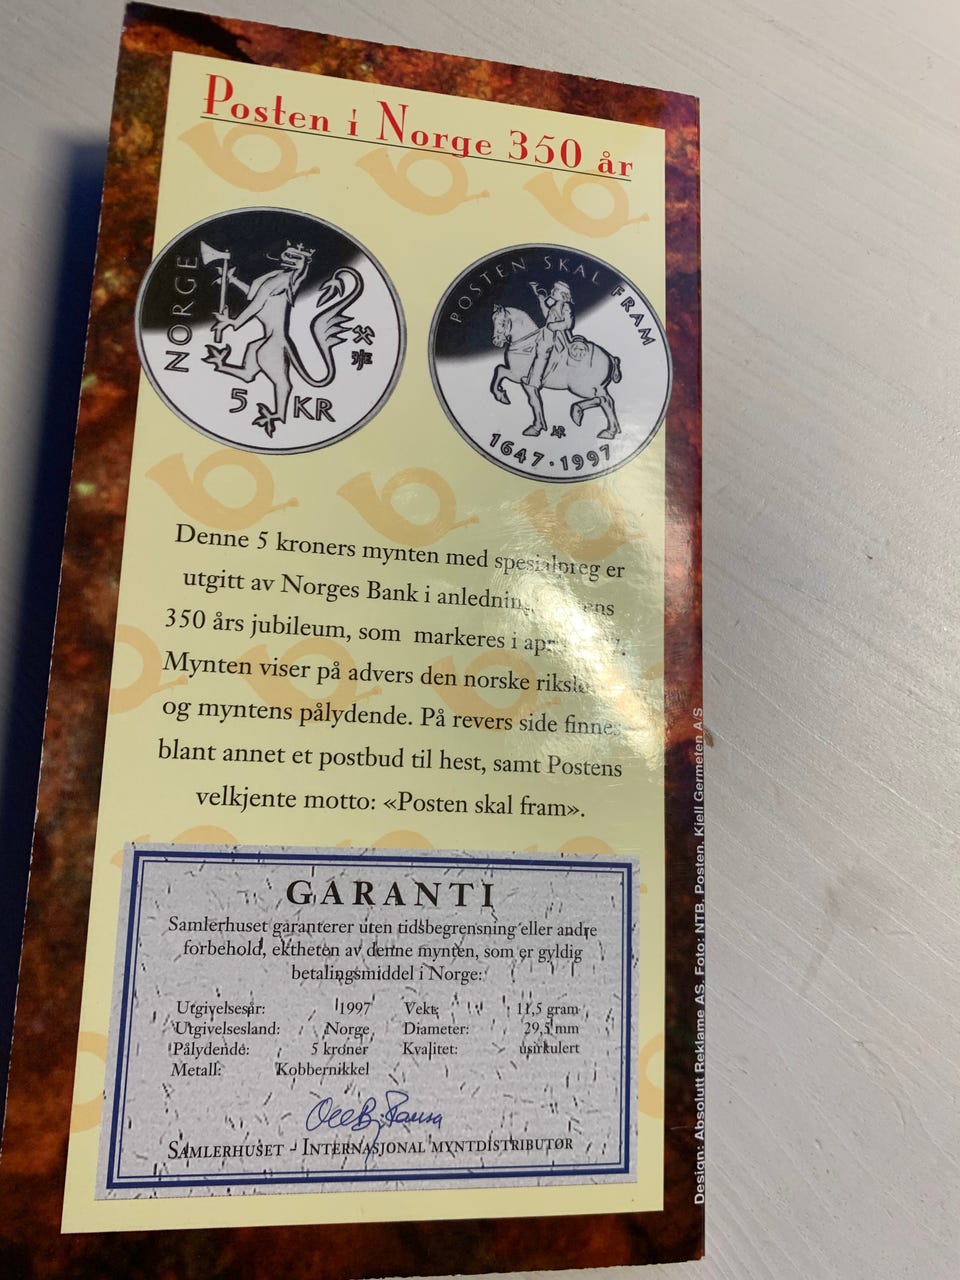 Posten i Norge 350 år
NORGE
5 KR
POSTEN SKAL FRAM
1647 · 1997
Denne 5 kroners mynten med spesialpreg er
utgitt av Norges Bank i
350 års jubileum, som markeres i
Mynten viser på advers den norske
og myntens pålydende. På revers side finnes
blant annet et postbud til hest, samt Postens
velkjente motto: «Posten skal fram».
GARANTI
Samlerhuset garanterer uten tidsbegrensning eller andre
forbehold, ektheten av denne mynten, som er gyldig
betalingsmiddel i Norge:
Utgivelsesår: 1997 Vekt: 11,5 gram
Utgivelsesland: Norge Diameter: 29,5 mm
Pålydende: 5 kroner Kvalitet: usirkulert
Metall: Kobbernikkel
SAMLERHUSET - INTERNASJONAL MYNTDISTRIBUTØR
Design: Absolutt Reklame AS. Foto: NTB, Posten, Kjell Germeten A/S